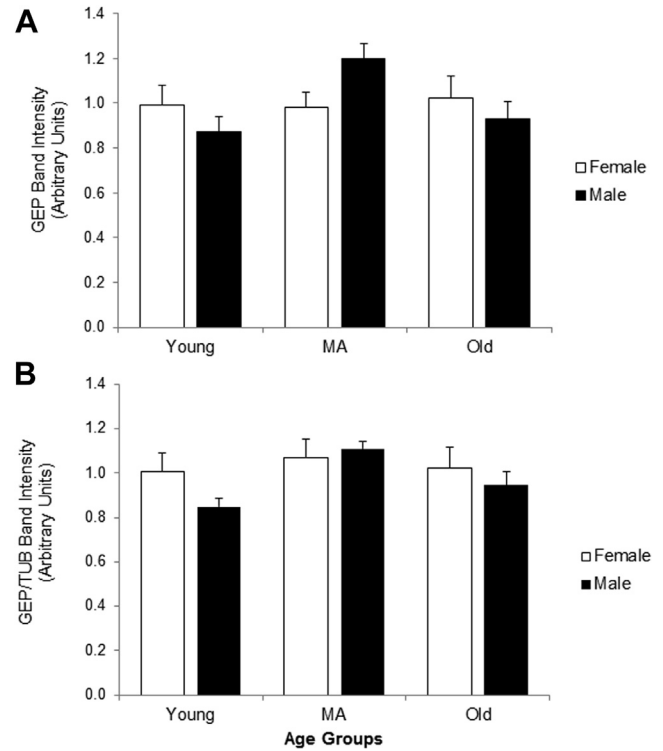 A
GEP Band Intensity
(Arbitrary Units)
1.4
1.2
1.0
0.8
0.6
0.4
0.2
0.0
Young MA Old
Female
Male
B
GEP/TUB Band Intensity
(Arbitrary Units)
1.4
1.2
1.0
0.8
0.6
0.4
0.2
0.0
Young MA Old
Age Groups
Female
Male